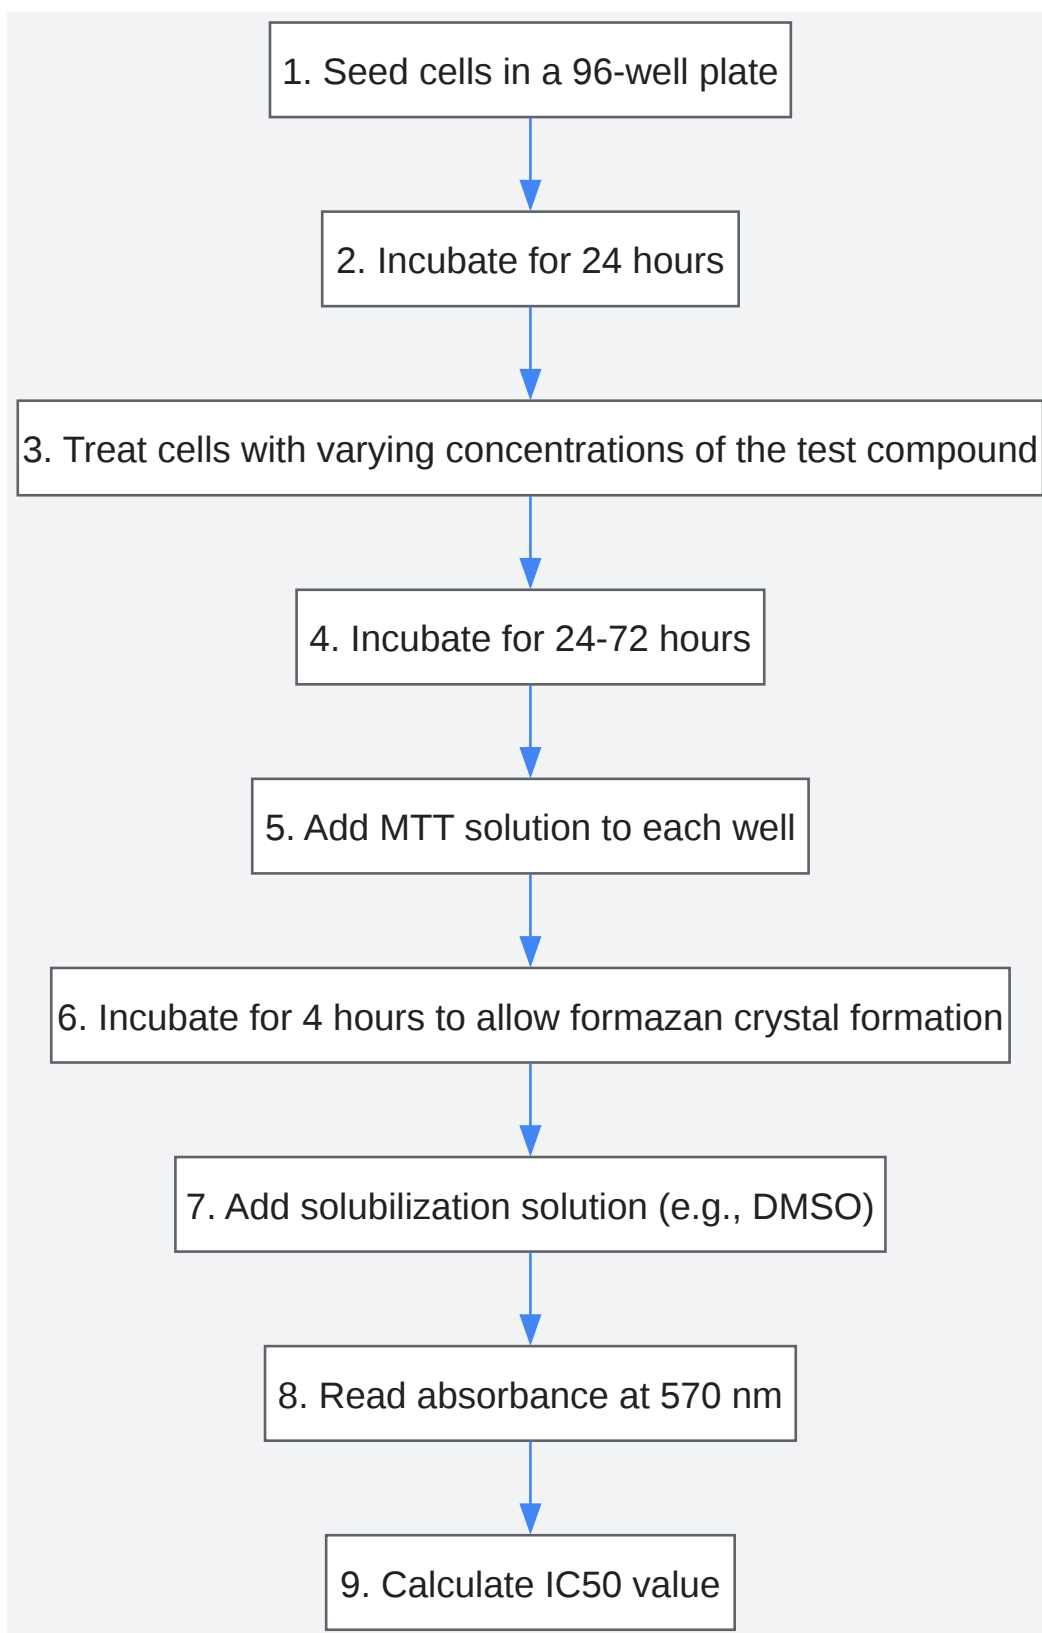 1. Seed cells in a 96-well plate
2. Incubate for 24 hours
3. Treat cells with varying concentrations of the test compound
4. Incubate for 24-72 hours
5. Add MTT solution to each well
6. Incubate for 4 hours to allow formazan crystal formation
7. Add solubilization solution (e.g., DMSO)
8. Read absorbance at 570 nm
9. Calculate IC50 value